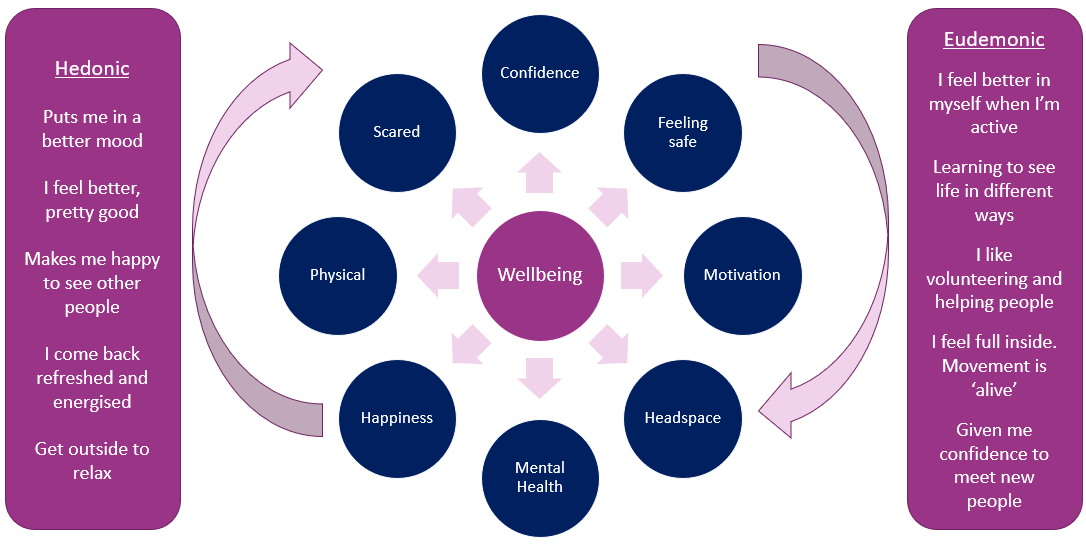 Hedonic
Puts me in a
better mood
I feel better,
pretty good
Makes me happy
to see other
people
I come back
refreshed and
energised
Get outside to
relax
Confidence
Feeling
safe
Motivation
Headspace
Mental
Health
Happiness
Physical
Scared
Wellbeing
Eudemonic
I feel better in
myself when I’m
active
Learning to see
life in different
ways
I like
volunteering and
helping people
I feel full inside.
Movement is
‘alive’
Given me
confidence to
meet new
people